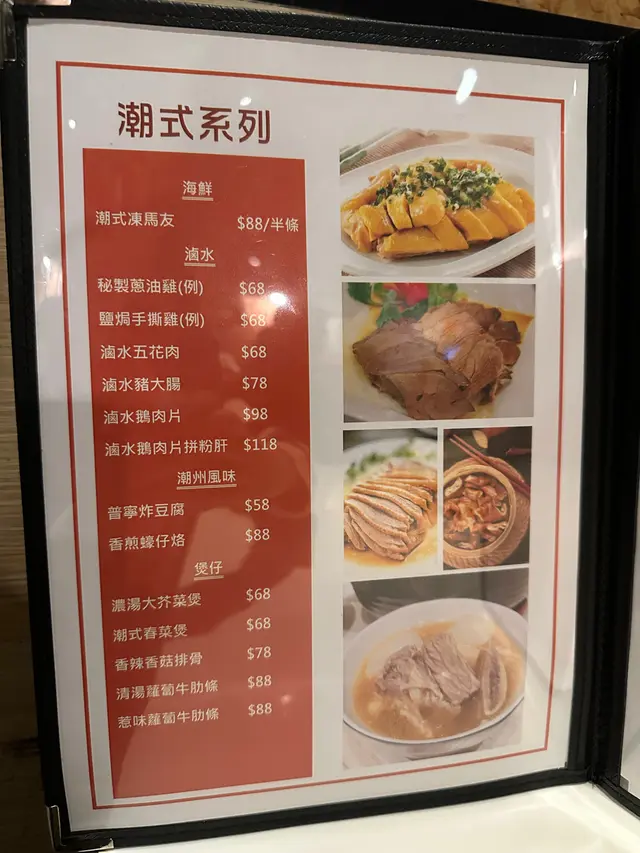 潮式系列
海鮮
潮式凍馬友 $88/半條
滷水
秘製蔥油雞(例) $68
鹽焗手撕雞(例) $68
滷水五花肉 $68
滷水豬大腸 $78
滷水鵝肉片 $98
滷水鵝肉片拼粉肝 $118
潮州風味
普寧炸豆腐 $58
香煎蠔仔烙 $88
煲仔
濃湯大芥菜煲 $68
潮式春菜煲 $68
香辣香菇排骨 $78
清湯蘿蔔牛肋條 $88
惹味蘿蔔牛肋條 $88